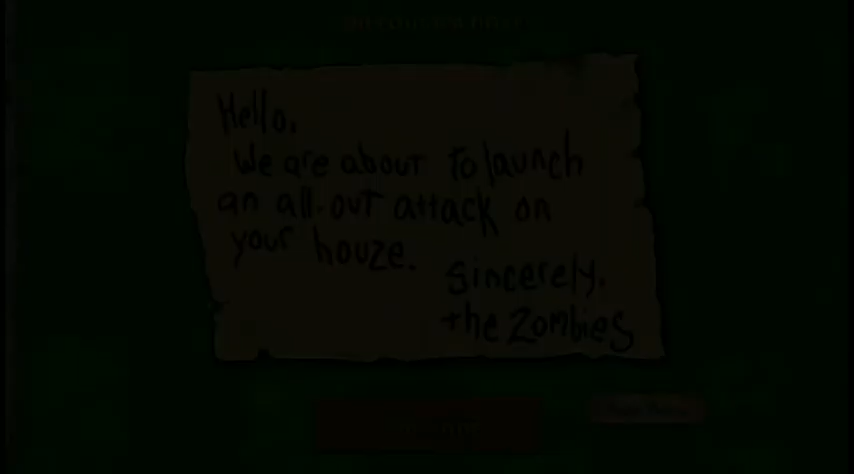 Hello,
We are about to launch
an all-out attack on
your houze.
Sincerely,
the Zombies